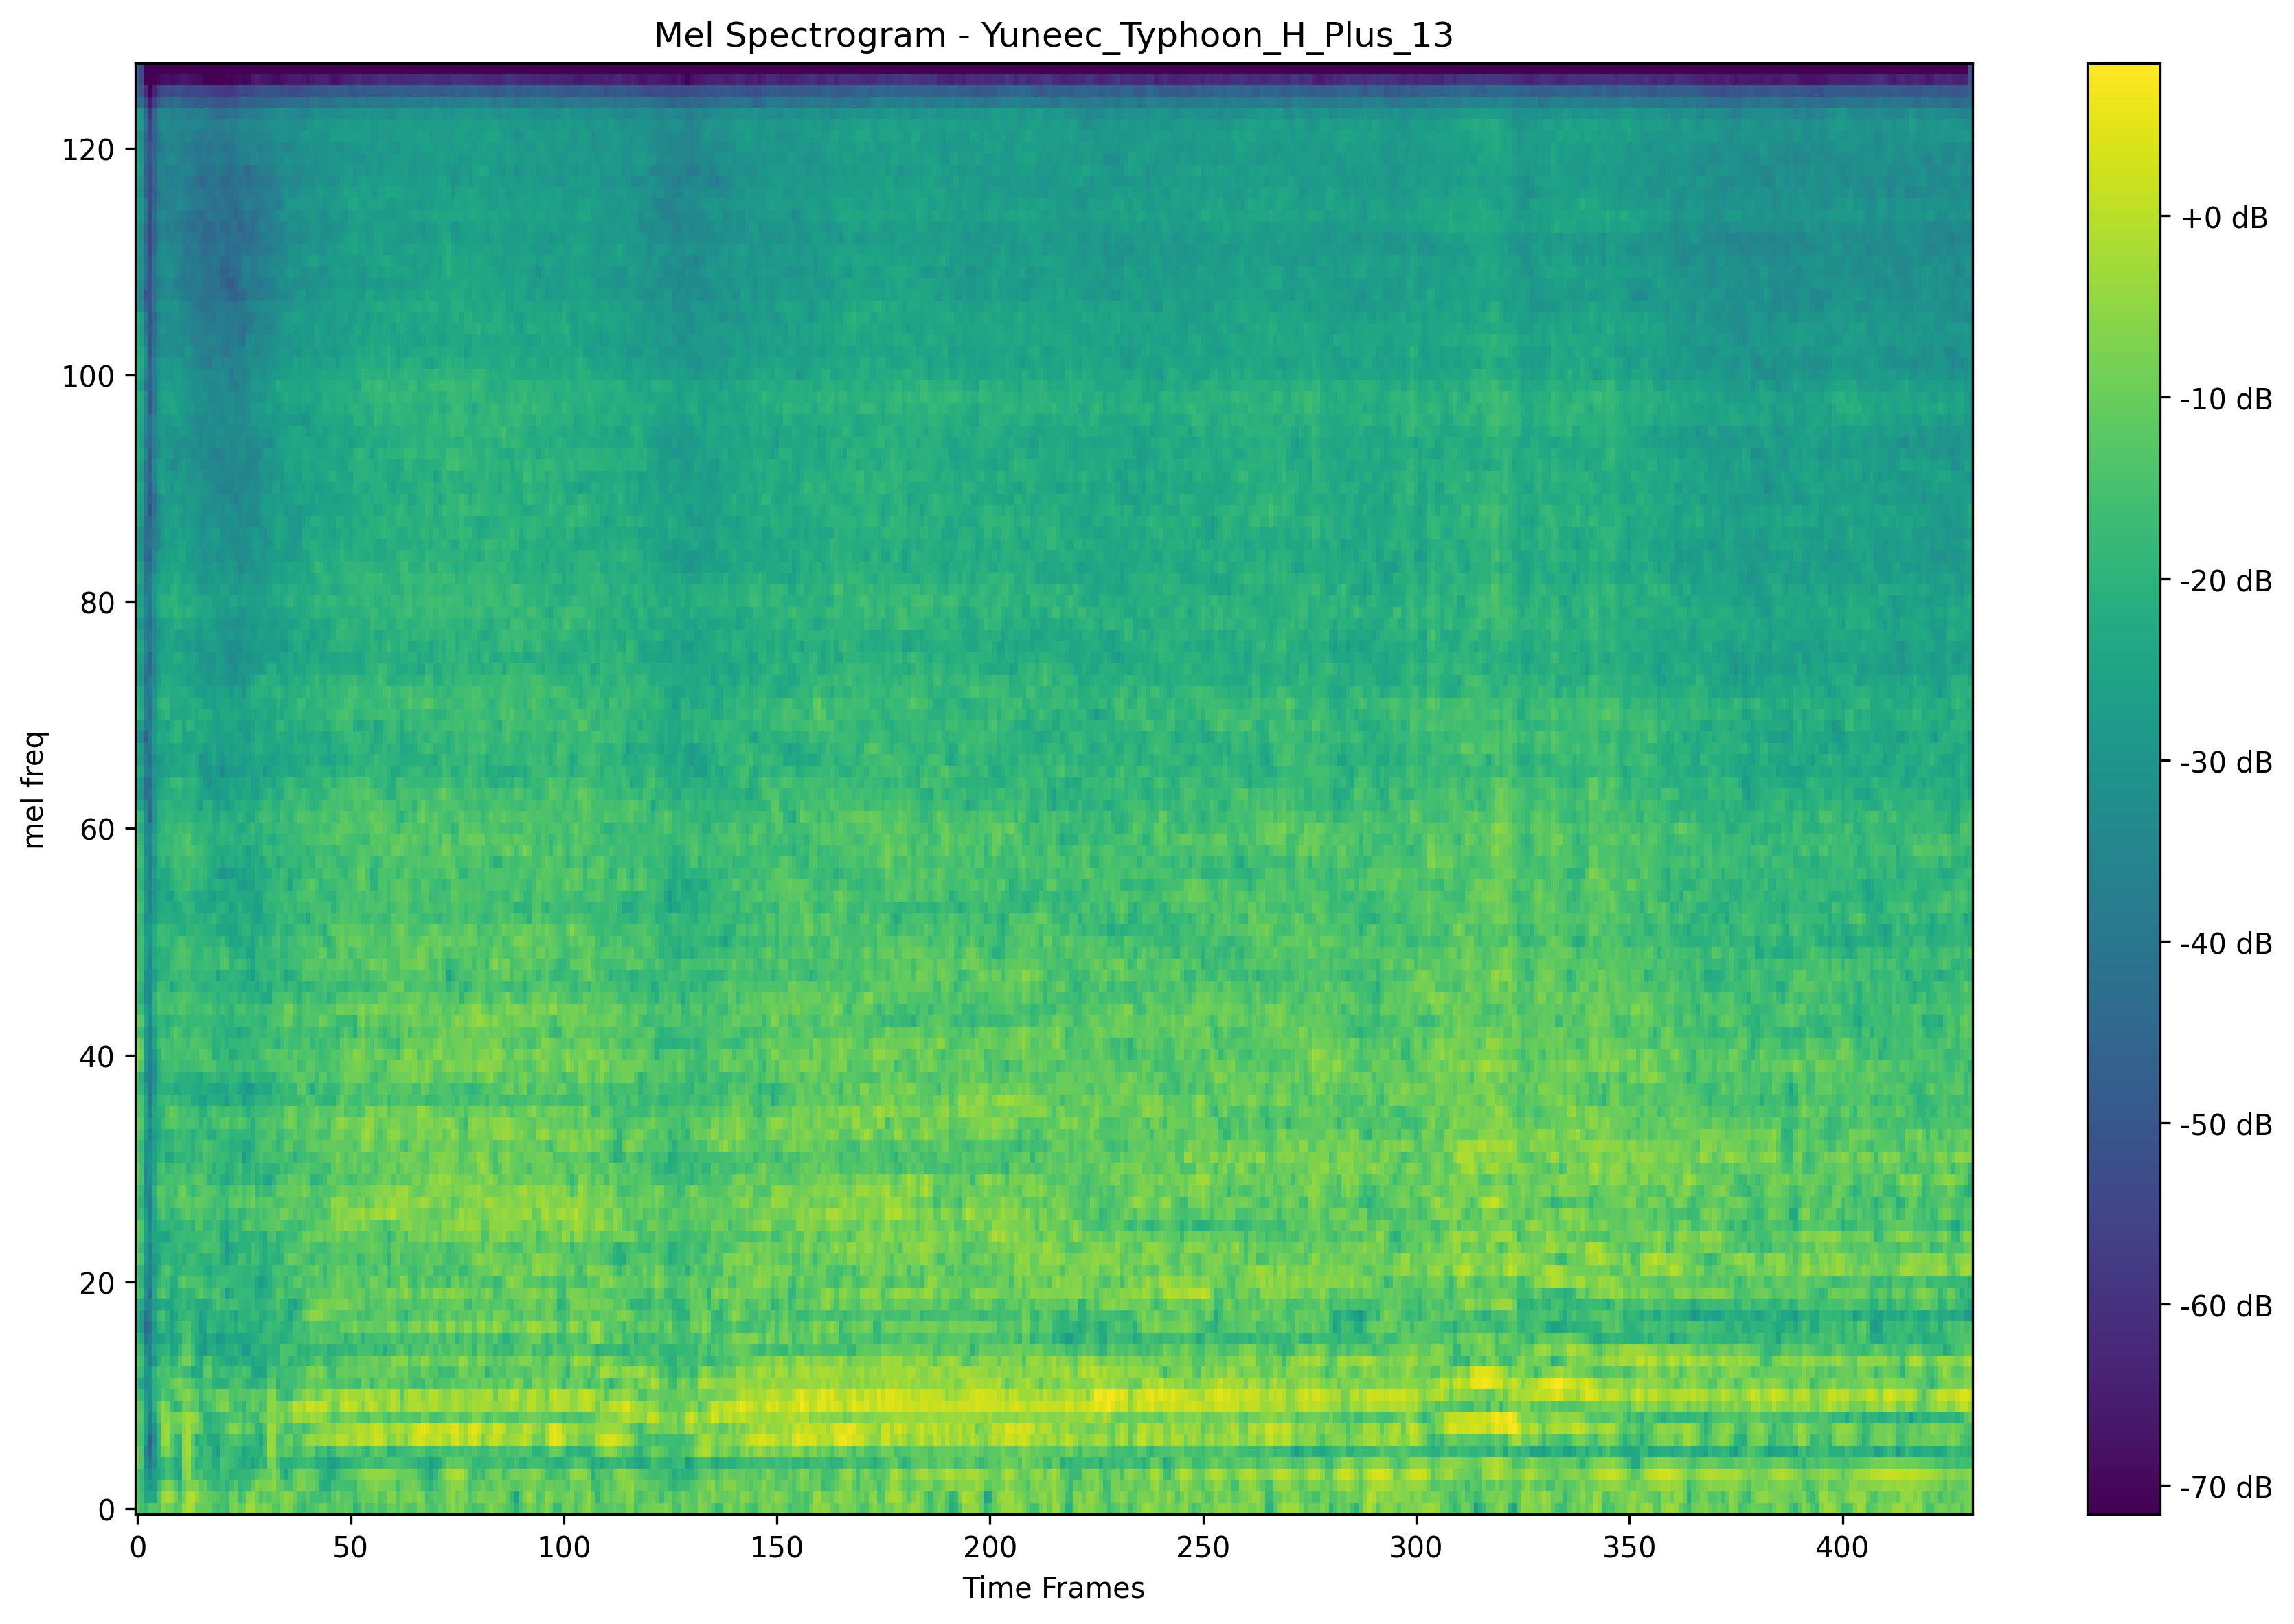 Mel Spectrogram - Yuneec_Typhoon_H_Plus_13
mel freq
120
100
80
60
40
20
0
0 50 100 150 200 250 300 350 400
Time Frames
+0 dB
-10 dB
-20 dB
-30 dB
-40 dB
-50 dB
-60 dB
-70 dB